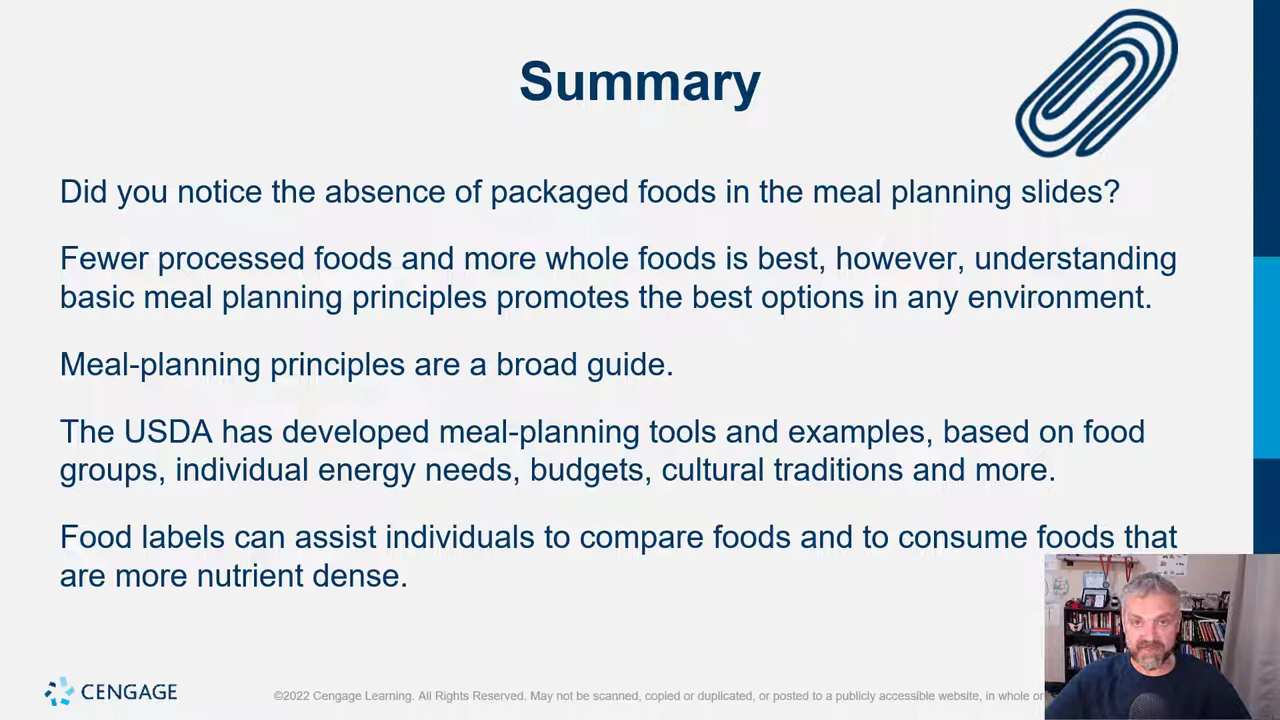 Summary
Did you notice the absence of packaged foods in the meal planning slides?
Fewer processed foods and more whole foods is best, however, understanding
basic meal planning principles promotes the best options in any environment.
Meal-planning principles are a broad guide.
The USDA has developed meal-planning tools and examples, based on food
groups, individual energy needs, budgets, cultural traditions and more.
Food labels can assist individuals to compare foods and to consume foods that
are more nutrient dense.
CENGAGE
©2022 Cengage Learning. All Rights Reserved. May not be scanned, copied or duplicated, or posted to a publicly accessible website, in whole or